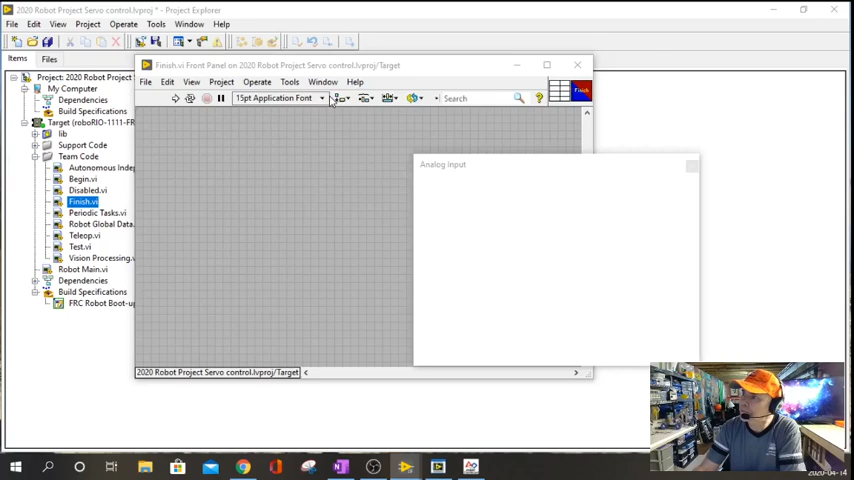 2020 Robot Project Servo control.lvproj * - Project Explorer
File Edit View Project Operate Tools Window Help
Items Files
Project: 2020 Robot Project S
My Computer
Dependencies
Build Specifications
Target (roboRIO-1111-FR
lib
Support Code
Team Code
Autonomous Indep
Begin.vi
Disabled.vi
Finish.vi
Periodic Tasks.vi
Robot Global Data.
Teleop.vi
Test.vi
Vision Processing.v
Robot Main.vi
Dependencies
Build Specifications
FRC Robot Boot-up
Finish.vi Front Panel on 2020 Robot Project Servo control.lvproj/Target
File Edit View Project Operate Tools Window Help
15pt Application Font
Search
?
Finish
Analog input
2020 Robot Project Servo control.lvproj/Target
2020-04-14